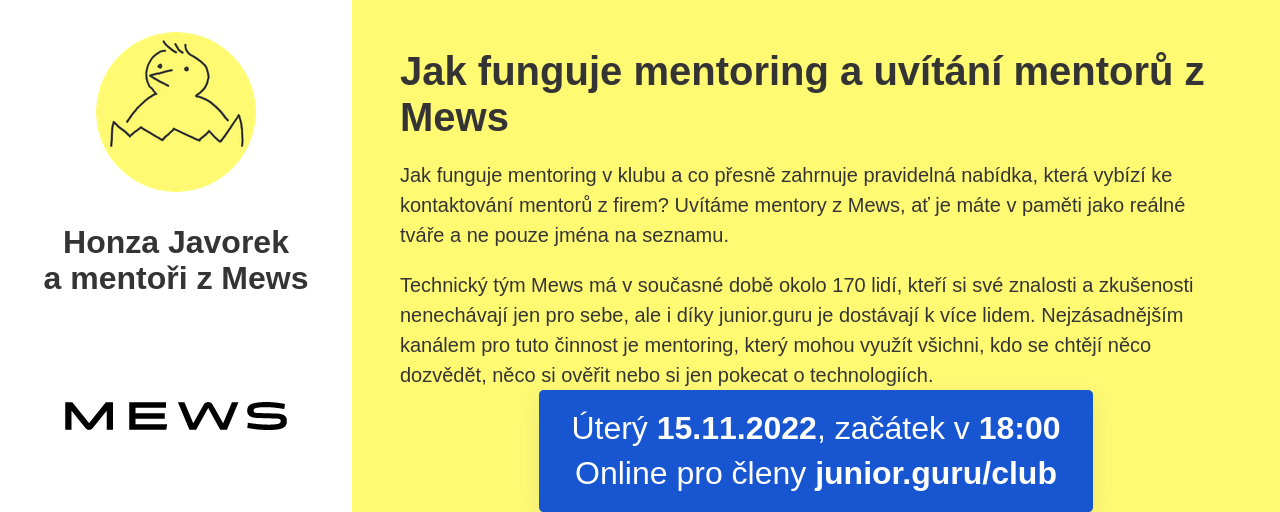 Honza Javorek
a mentoři z Mews
MEWS
Jak funguje mentoring a uvítání mentorů z
Mews
Jak funguje mentoring v klubu a co přesně zahrnuje pravidelná nabídka, která vybízí ke
kontaktování mentorů z firem? Uvítáme mentory z Mews, ať je máte v paměti jako reálné
tváře a ne pouze jména na seznamu.
Technický tým Mews má v současné době okolo 170 lidí, kteří si své znalosti a zkušenosti
nenechávají jen pro sebe, ale i díky junior.guru je dostávají k více lidem. Nejzásadnějším
kanálem pro tuto činnost je mentoring, který mohou využít všichni, kdo se chtějí něco
dozvědět, něco si ověřit nebo si jen pokecat o technologiích.
Úterý 15.11.2022, začátek v 18:00
Online pro členy junior.guru/club